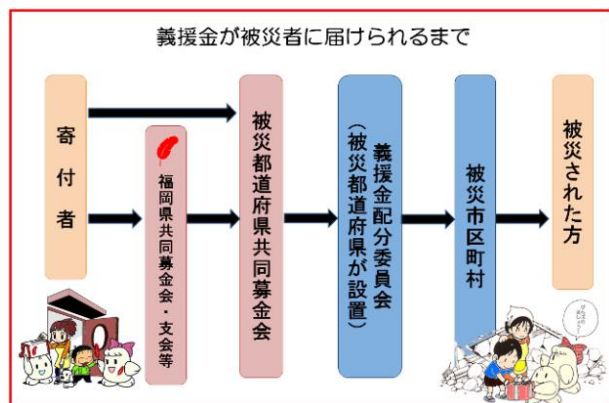 義援金が被災者に届けられるまで
寄付者
福岡県共同募金会・支会等
被災都道府県共同募金会
義援金配分委員会
（被災都道府県が設置）
被災市区町村
被災された方